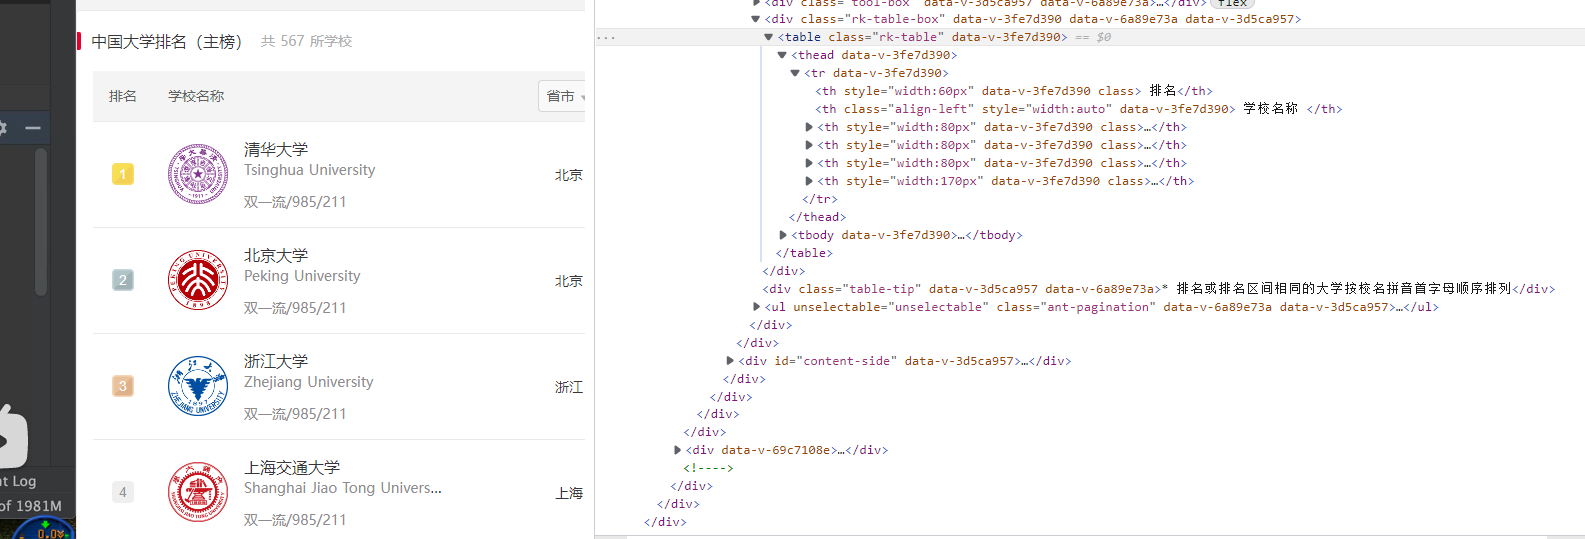 中国大学排名（主榜） 共 567 所学校
排名 学校名称 省市
1
清华大学
Tsinghua University
双一流/985/211
北京
2
北京大学
Peking University
双一流/985/211
北京
3
浙江大学
Zhejiang University
双一流/985/211
浙江
4
上海交通大学
Shanghai Jiao Tong Univers...
双一流/985/211
上海
nt Log
of 1981M
0.0%
<div class="tool-box" data-v-3d5ca957 data-v-6a89e73a>…</div> flex
<div class="rk-table-box" data-v-3fe7d390 data-v-6a89e73a data-v-3d5ca957>
... <table class="rk-table" data-v-3fe7d390> == $0
<thead data-v-3fe7d390>
<tr data-v-3fe7d390>
<th style="width:60px" data-v-3fe7d390 class> 排名</th>
<th class="align-left" style="width:auto" data-v-3fe7d390> 学校名称 </th>
<th style="width:80px" data-v-3fe7d390 class>…</th>
<th style="width:80px" data-v-3fe7d390 class>…</th>
<th style="width:80px" data-v-3fe7d390 class>…</th>
<th style="width:170px" data-v-3fe7d390 class>…</th>
</tr>
</thead>
<tbody data-v-3fe7d390>…</tbody>
</table>
</div>
<div class="table-tip" data-v-3d5ca957 data-v-6a89e73a>* 排名或排名区间相同的大学按校名拼音首字母顺序排列</div>
<ul unselectable="unselectable" class="ant-pagination" data-v-6a89e73a data-v-3d5ca957>…</ul>
</div>
</div>
<div id="content-side" data-v-3d5ca957>…</div>
</div>
</div>
</div>
</div>
<div data-v-69c7108e>…</div>
<!---->
</div>
</div>
</div>